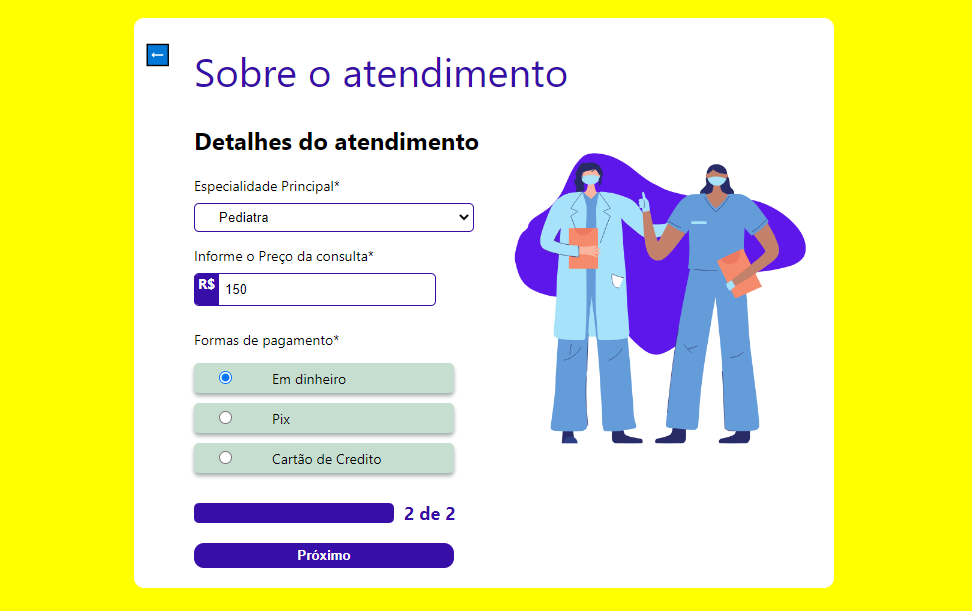 ←
Sobre o atendimento
Detalhes do atendimento
Especialidade Principal*
Pediatra
Informe o Preço da consulta*
R$ 150
Formas de pagamento*
Em dinheiro
Pix
Cartão de Credito
2 de 2
Próximo